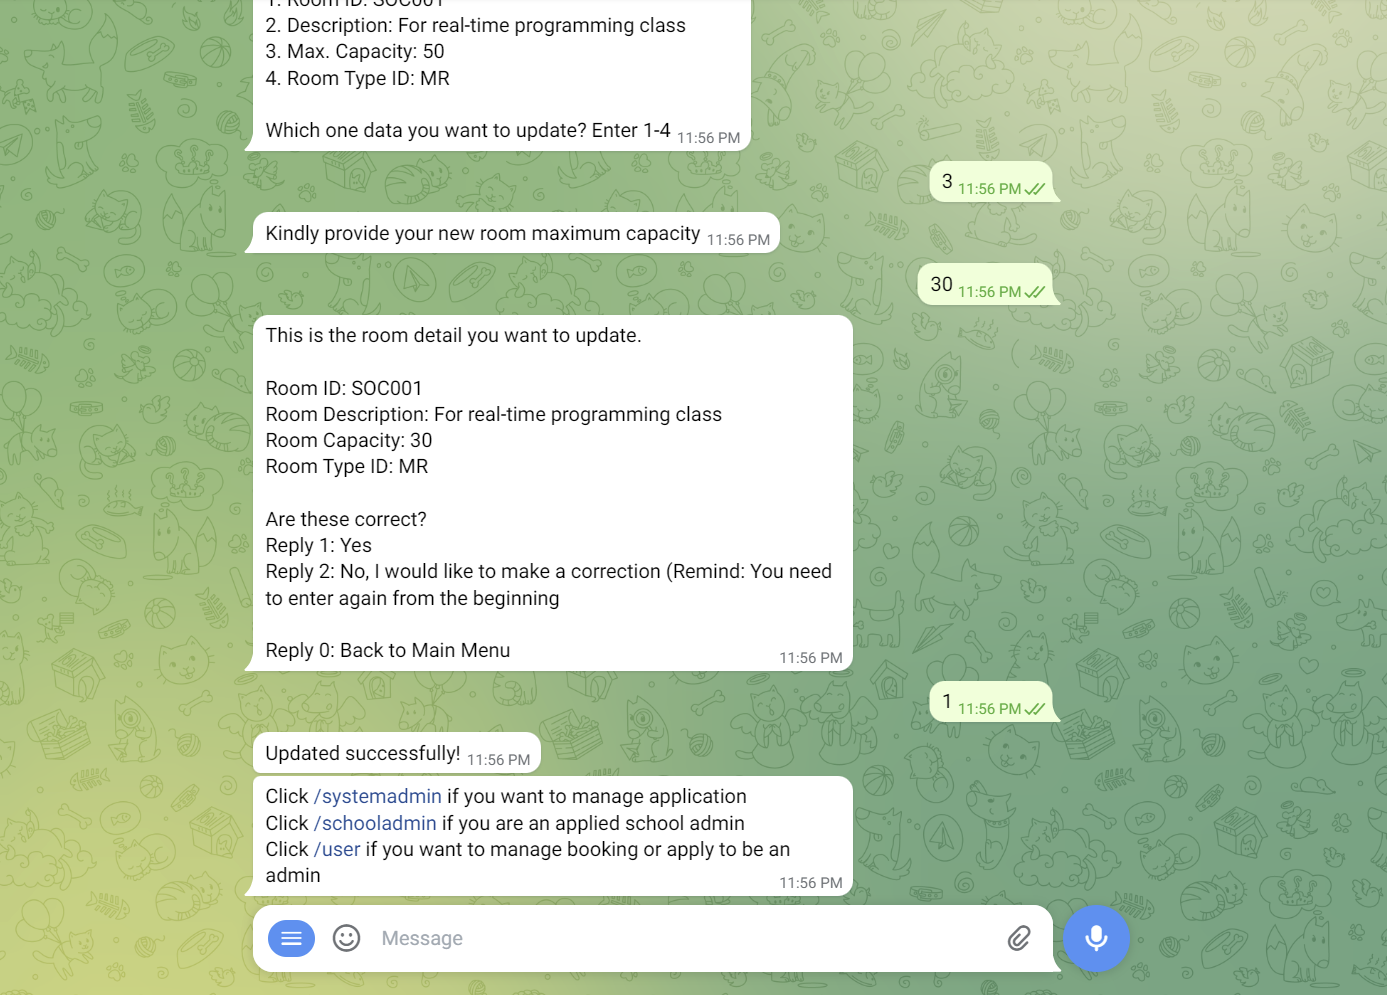 1. Room ID: SOC001
2. Description: For real-time programming class
3. Max. Capacity: 50
4. Room Type ID: MR
Which one data you want to update? Enter 1-4 11:56 PM
3 11:56 PM
Kindly provide your new room maximum capacity 11:56 PM
30 11:56 PM
This is the room detail you want to update.
Room ID: SOC001
Room Description: For real-time programming class
Room Capacity: 30
Room Type ID: MR
Are these correct?
Reply 1: Yes
Reply 2: No, I would like to make a correction (Remind: You need
to enter again from the beginning
Reply 0: Back to Main Menu 11:56 PM
1 11:56 PM
Updated successfully! 11:56 PM
Click /systemadmin if you want to manage application
Click /schooladmin if you are an applied school admin
Click /user if you want to manage booking or apply to be an
admin 11:56 PM
Message